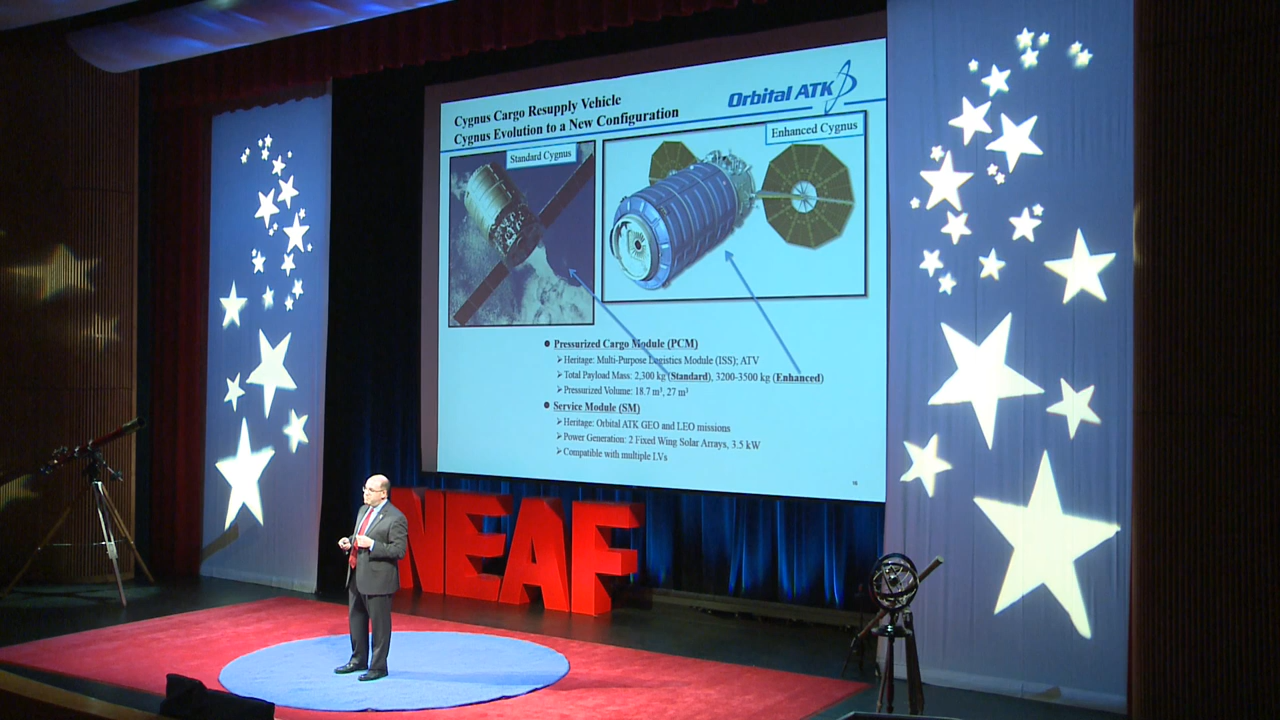 Cygnus Cargo Resupply Vehicle
Cygnus Evolution to a New Configuration
Orbital ATK
Standard Cygnus
Enhanced Cygnus
● Pressurized Cargo Module (PCM)
➤ Heritage: Multi-Purpose Logistics Module (ISS); ATV
➤ Total Payload Mass: 2,300 kg (Standard), 3200-3500 kg (Enhanced)
➤ Pressurized Volume: 18.7 m³, 27 m³
● Service Module (SM)
➤ Heritage: Orbital ATK GEO and LEO missions
➤ Power Generation: 2 Fixed Wing Solar Arrays, 3.5 kW
➤ Compatible with multiple LVs
16
NEAF